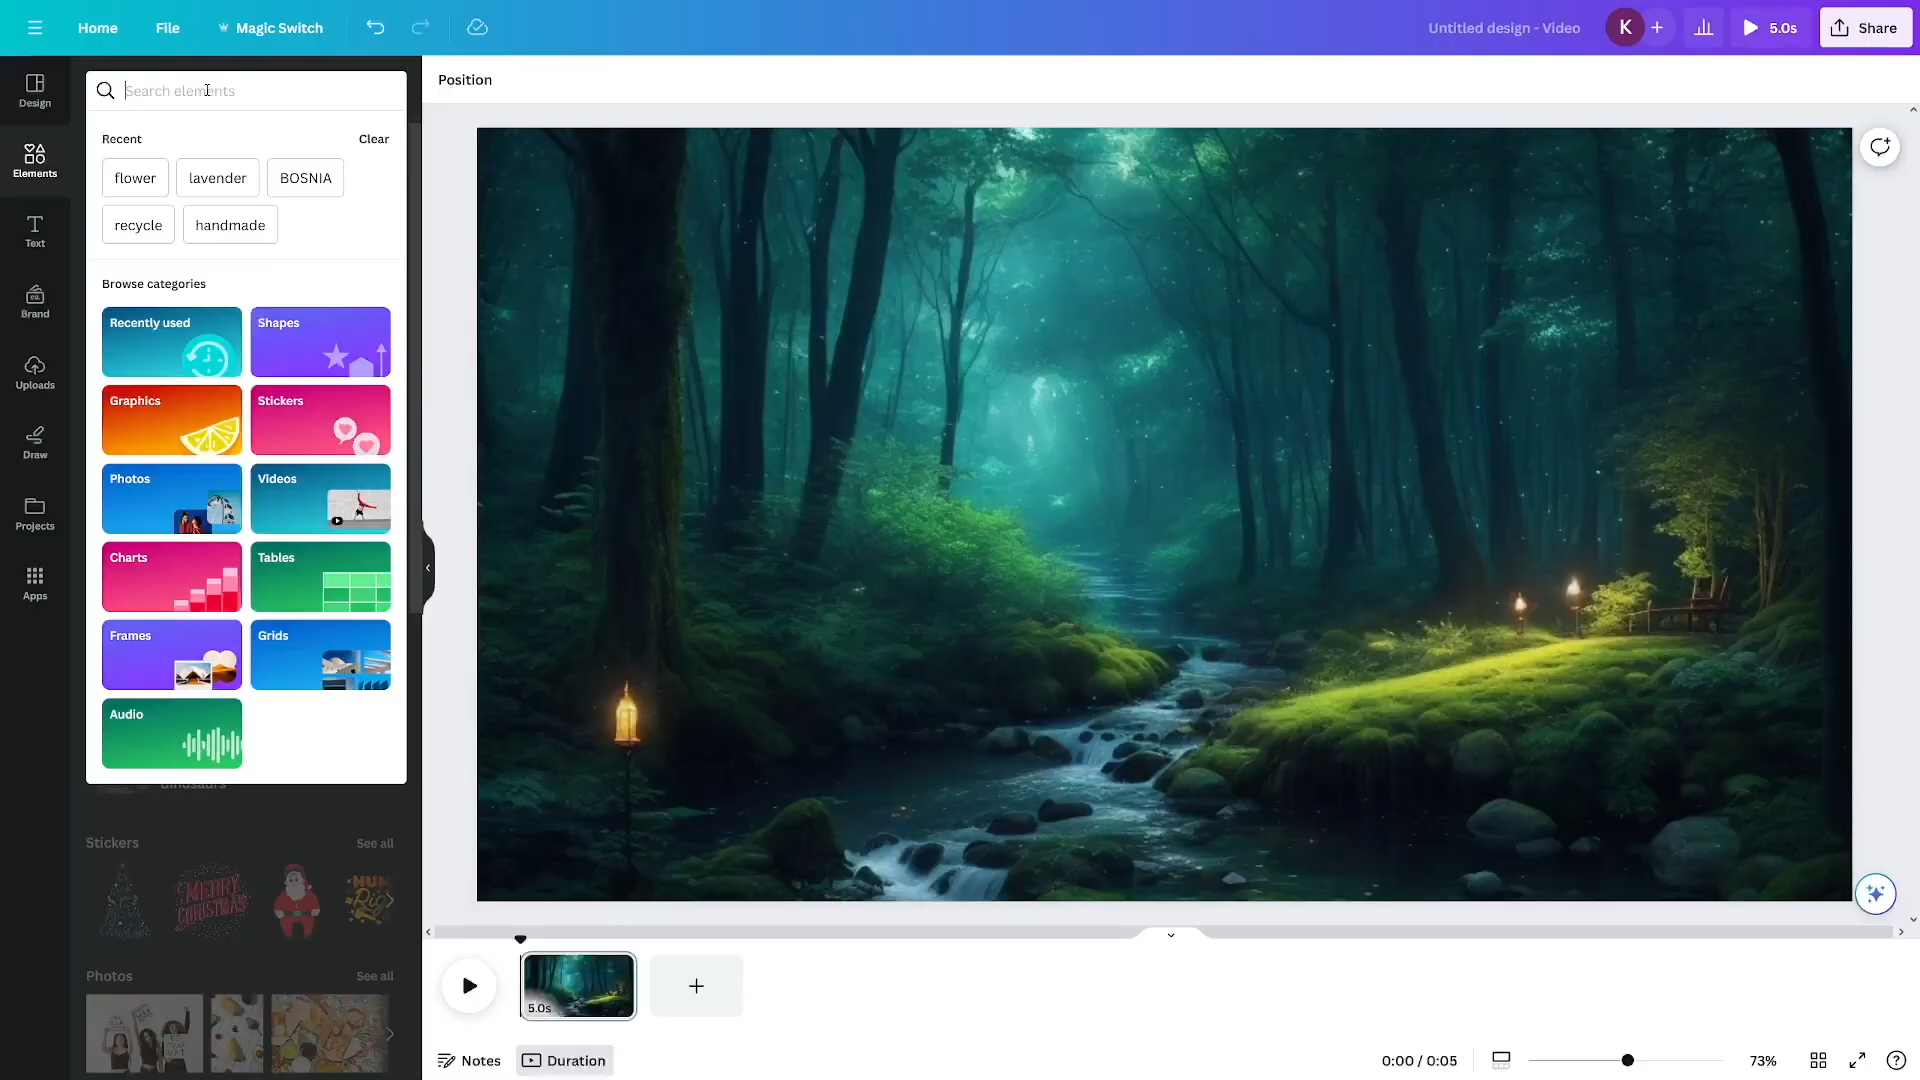 Home
File
Magic Switch
Untitled design - Video
K
5.0s
Share
Design
Elements
Text
Brand
Uploads
Draw
Projects
Apps
Search elements
Recent
Clear
flower
lavender
BOSNIA
recycle
handmade
Browse categories
Recently used
Shapes
Graphics
Stickers
Photos
Videos
Charts
Tables
Frames
Grids
Audio
dinosaurs
Stickers
See all
MERRY
CHRISTMAS
Photos
See all
Position
5.0s
Notes
Duration
0:00 / 0:05
73%